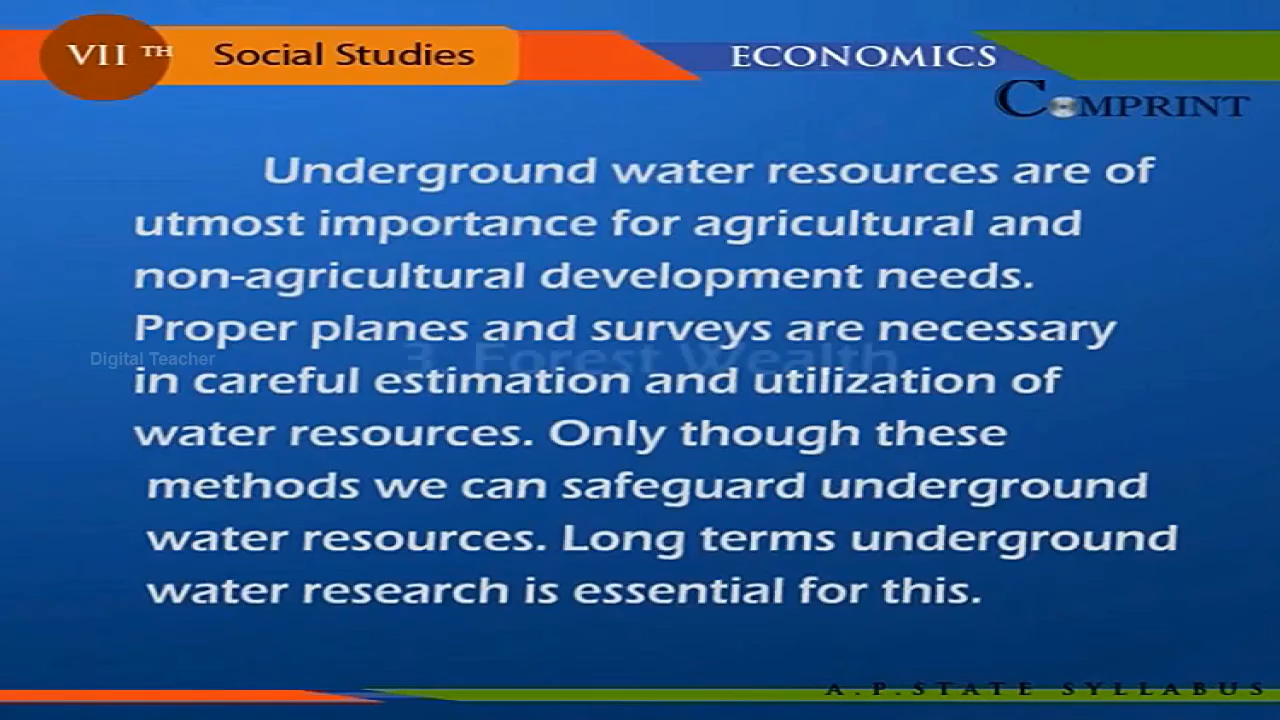 VII TH Social Studies ECONOMICS
COMPRINT
Underground water resources are of
utmost importance for agricultural and
non-agricultural development needs.
Proper planes and surveys are necessary
Digital Teacher 3. Forest Wealth
in careful estimation and utilization of
water resources. Only though these
methods we can safeguard underground
water resources. Long terms underground
water research is essential for this.
A.P.STATE SYLLABUS